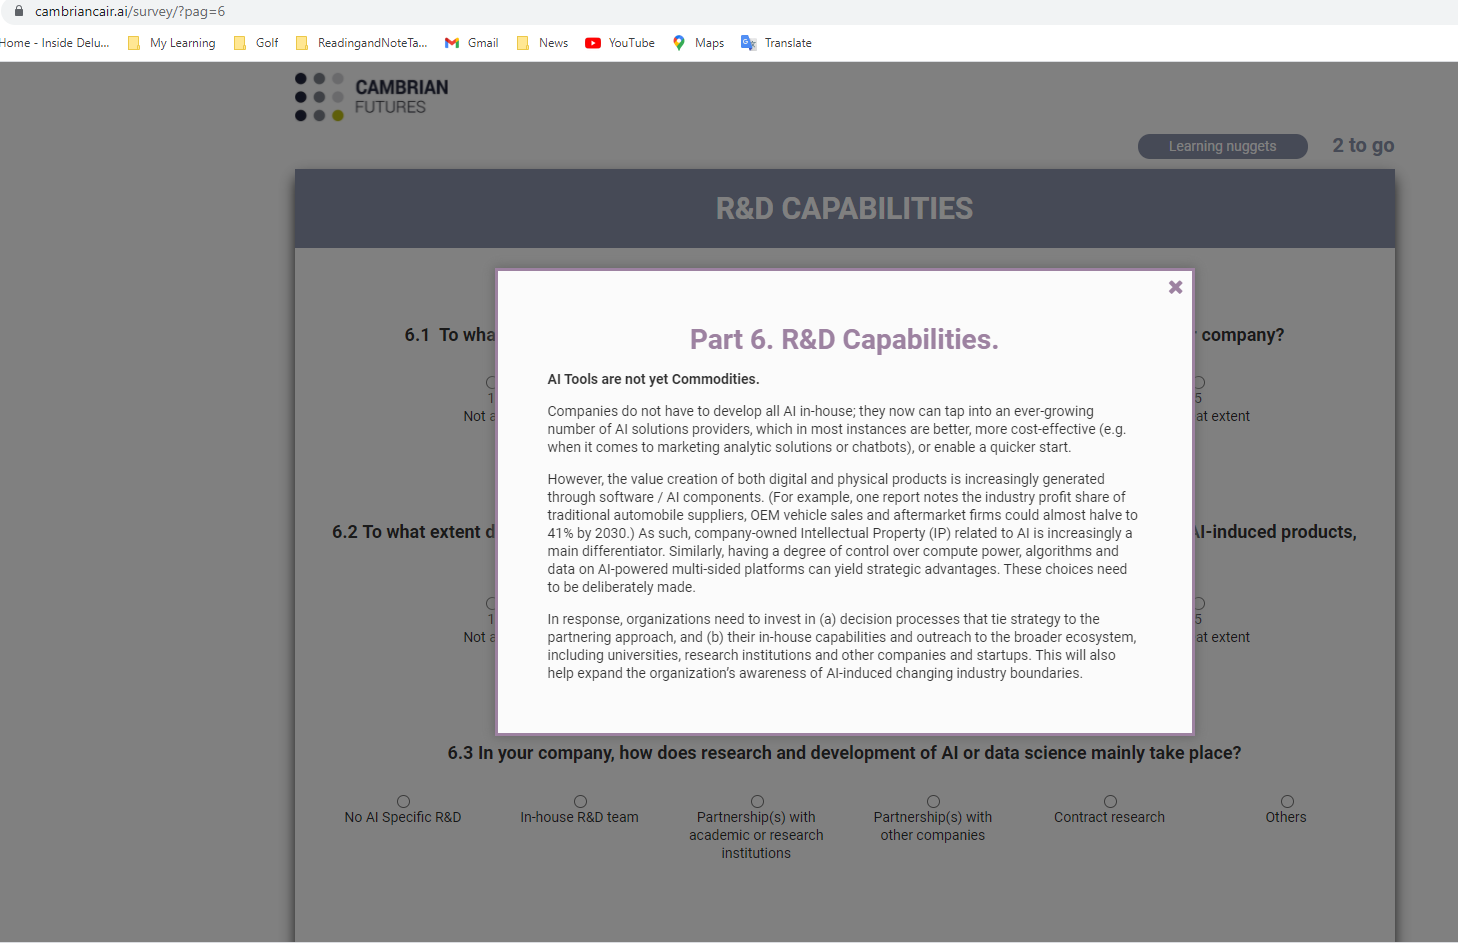 cambriancair.ai/survey/?pag=6
Home - Inside Delu...
My Learning
Golf
ReadingandNoteTa...
Gmail
News
YouTube
Maps
Translate
CAMBRIAN
FUTURES
Learning nuggets
2 to go
R&D CAPABILITIES
Part 6. R&D Capabilities.
AI Tools are not yet Commodities.
Companies do not have to develop all AI in-house; they now can tap into an ever-growing
number of AI solutions providers, which in most instances are better, more cost-effective (e.g.
when it comes to marketing analytic solutions or chatbots), or enable a quicker start.
However, the value creation of both digital and physical products is increasingly generated
through software / AI components. (For example, one report notes the industry profit share of
traditional automobile suppliers, OEM vehicle sales and aftermarket firms could almost halve to
41% by 2030.) As such, company-owned Intellectual Property (IP) related to AI is increasingly a
main differentiator. Similarly, having a degree of control over compute power, algorithms and
data on AI-powered multi-sided platforms can yield strategic advantages. These choices need
to be deliberately made.
In response, organizations need to invest in (a) decision processes that tie strategy to the
partnering approach, and (b) their in-house capabilities and outreach to the broader ecosystem,
including universities, research institutions and other companies and startups. This will also
help expand the organization's awareness of AI-induced changing industry boundaries.
6.1 To wha
company?
1
5
Not a
at extent
6.2 To what extent d
AI-induced products,
1
5
Not a
at extent
6.3 In your company, how does research and development of AI or data science mainly take place?
No AI Specific R&D
In-house R&D team
Partnership(s) with
academic or research
institutions
Partnership(s) with
other companies
Contract research
Others